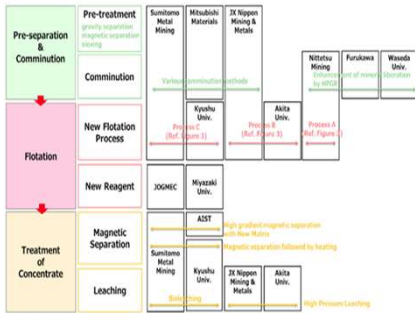 Pre-separation
&
Comminution
Pre-treatment
gravity separation
magnetic separation
sieving
Comminution
Sumitomo
Metal
Mining
Mitsubishi
Materials
JX Nippon
Mining &
Metals
Various comminution methods
Nittetsu
Mining
Furukawa
Waseda
Univ.
Enhancement of mineral liberation
by HPGR
Flotation
New Flotation
Process
Kyushu
Univ.
Akita
Univ.
Process C
(Ref. Figure 3)
Process B
(Ref. Figure 3)
Process A
(Ref. Figure
New Reagent
JOGMEC
Miyazaki
Univ.
Treatment
of
Concentrate
Magnetic
Separation
AIST
High gradient magnetic separation
with New Matrix
Magnetic separation followed by heating
Leaching
Sumitomo
Metal
Mining
Kyushu
Univ.
JX Nippon
Mining &
Metals
Akita
Univ.
Bioleaching
High Pressure Leaching